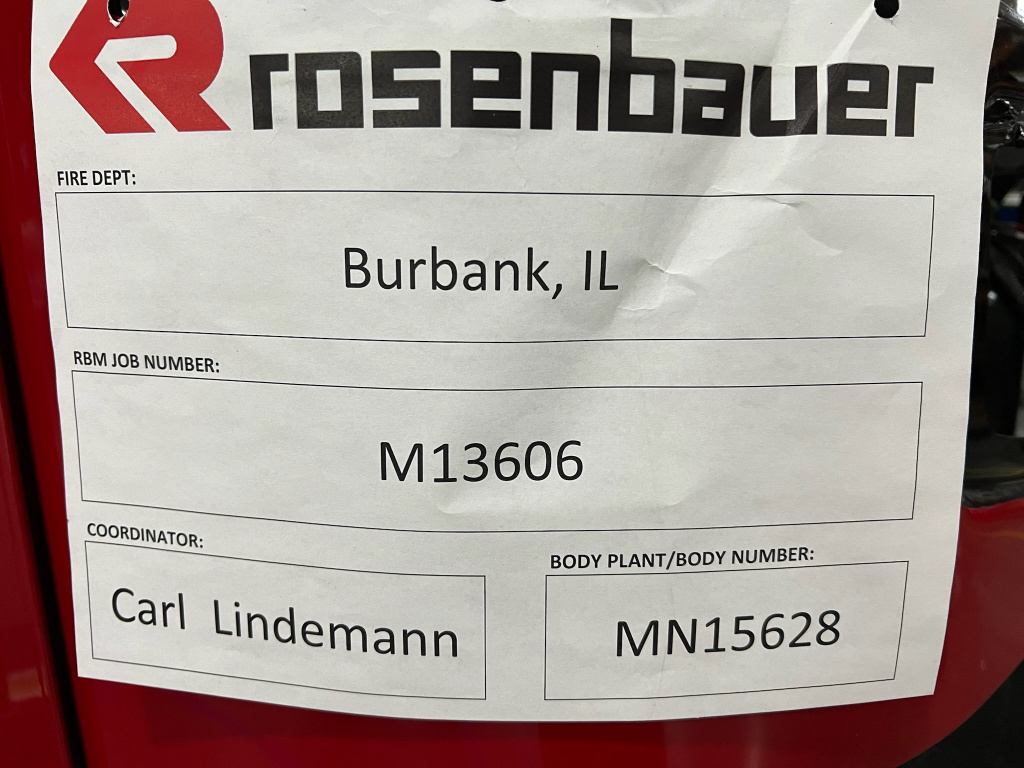 rosenbauer
FIRE DEPT:
Burbank, IL
RBM JOB NUMBER:
M13606
COORDINATOR:
Carl Lindemann
BODY PLANT/BODY NUMBER:
MN15628